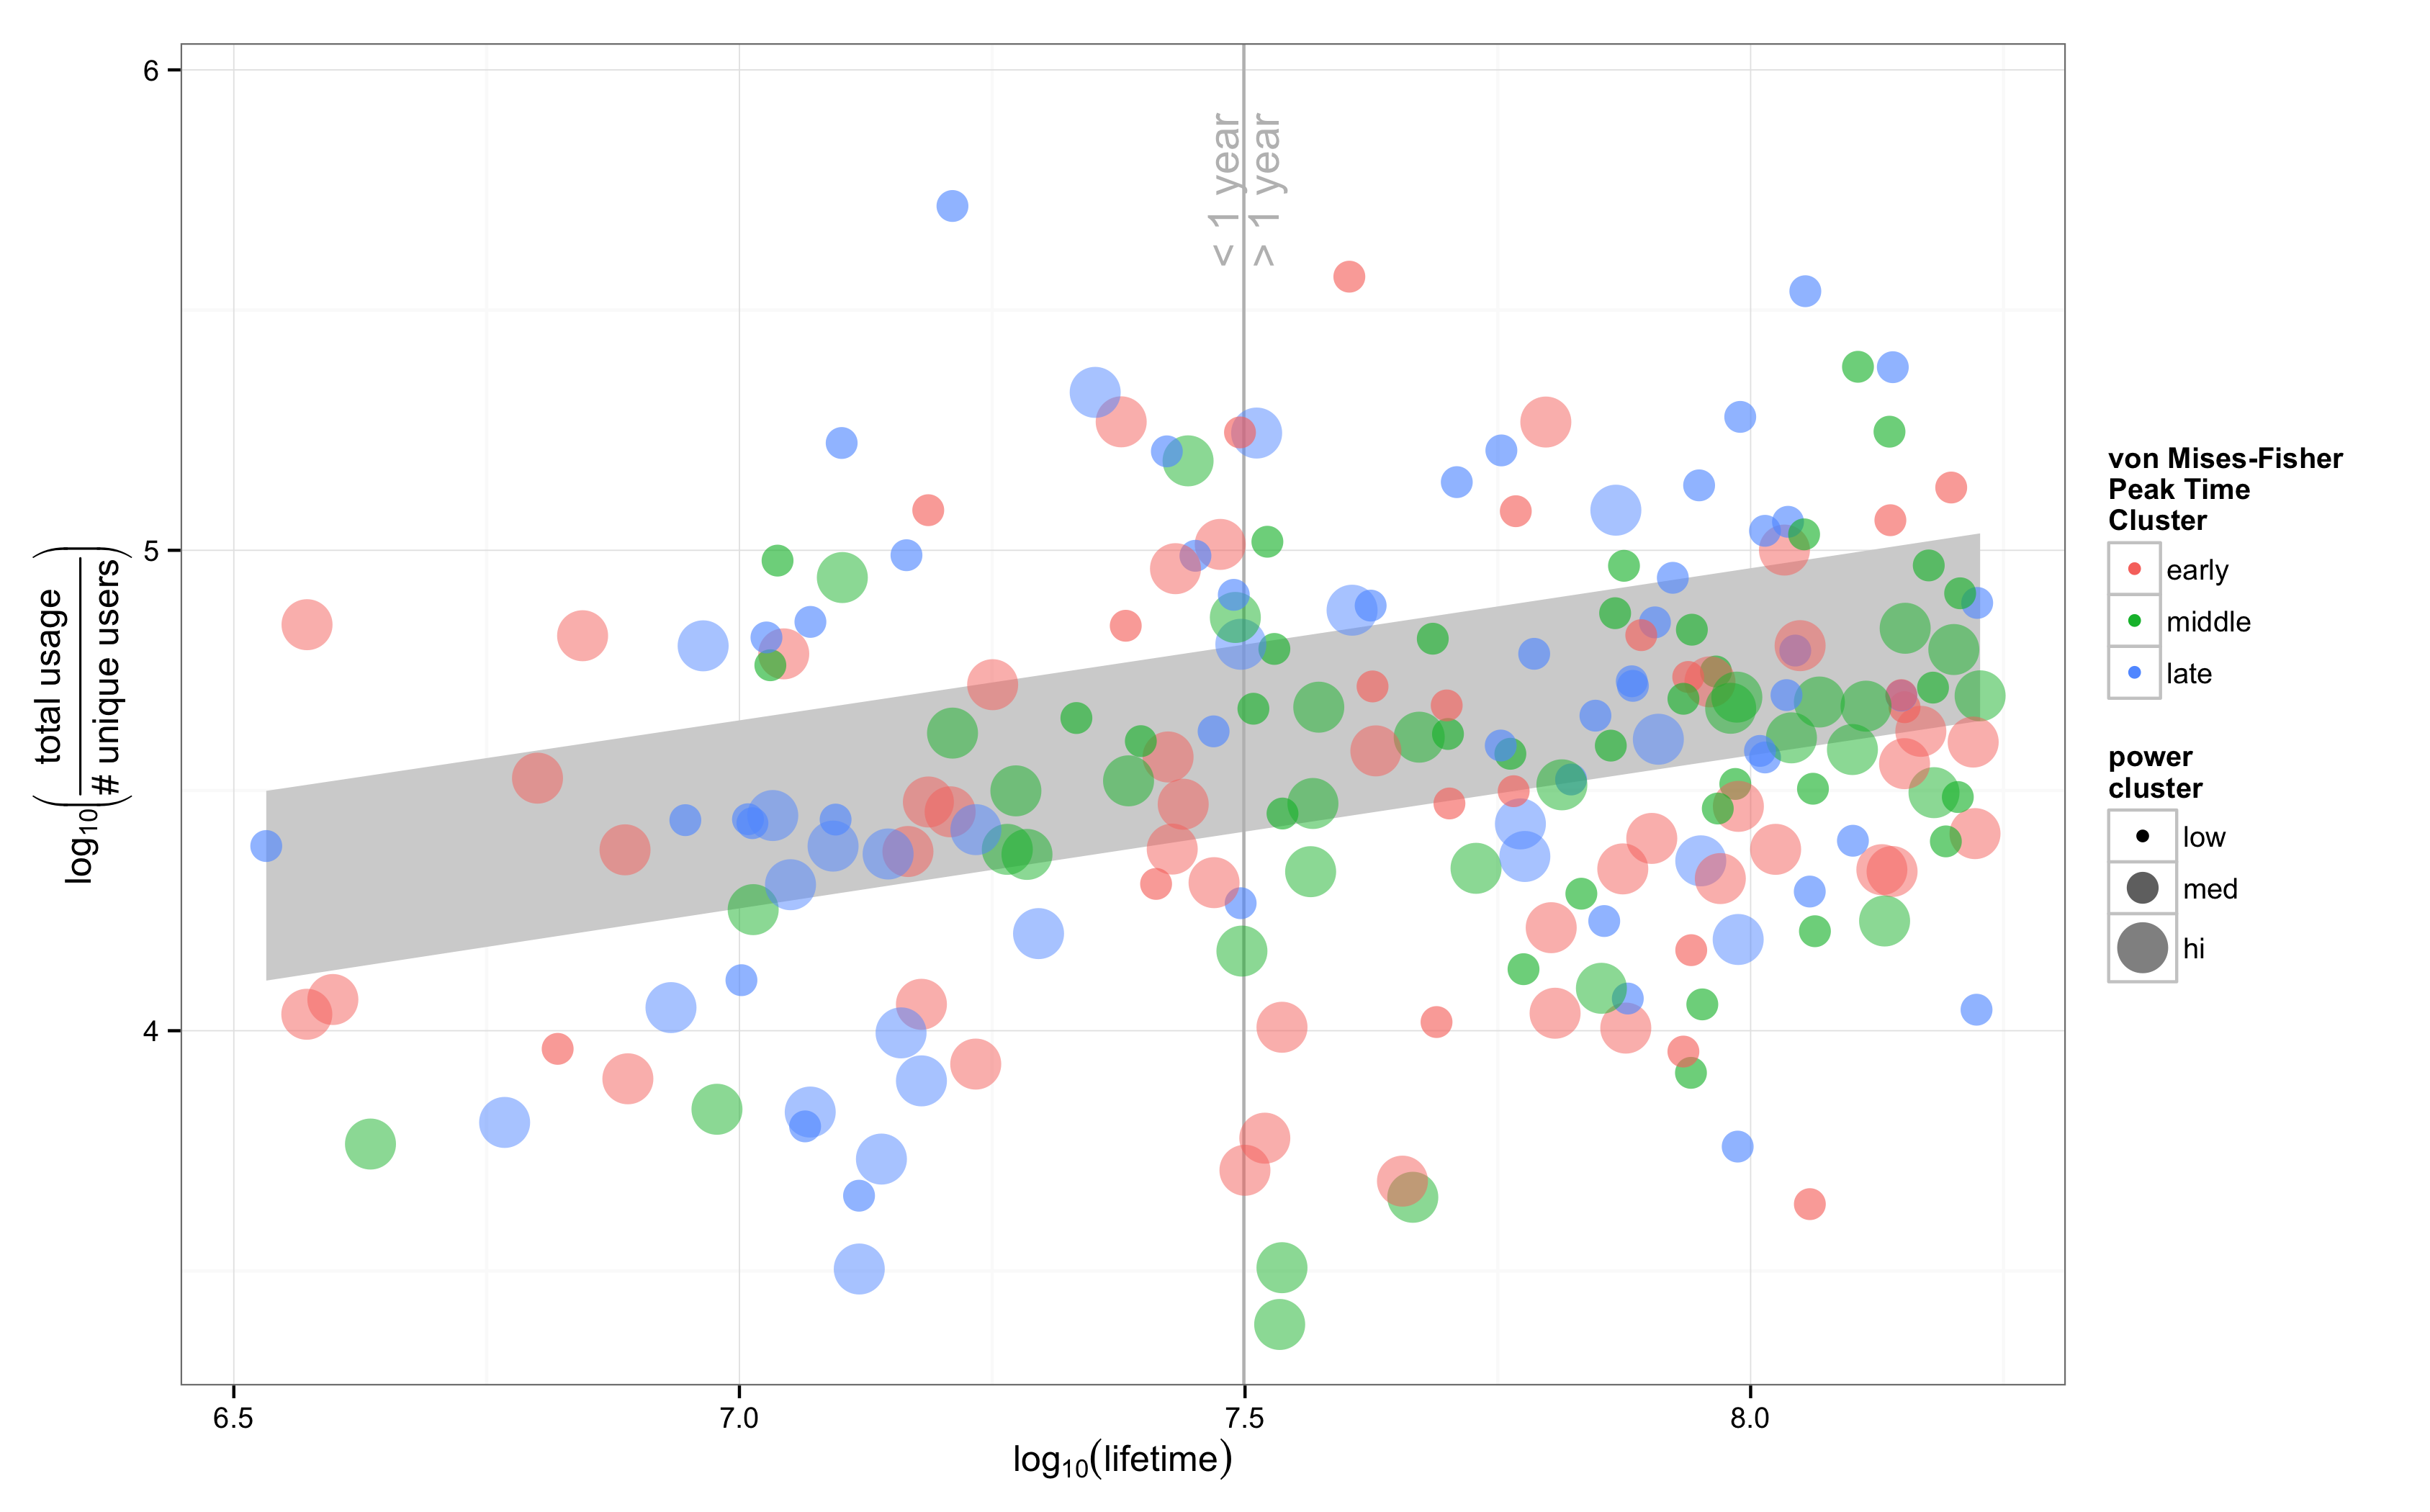 6
5
4
6.5
7.0
7.5
8.0
log10(lifetime)
log10(total usage
# unique users)
< 1 year
> 1 year
von Mises-Fisher
Peak Time
Cluster
early
middle
late
power
cluster
low
med
hi